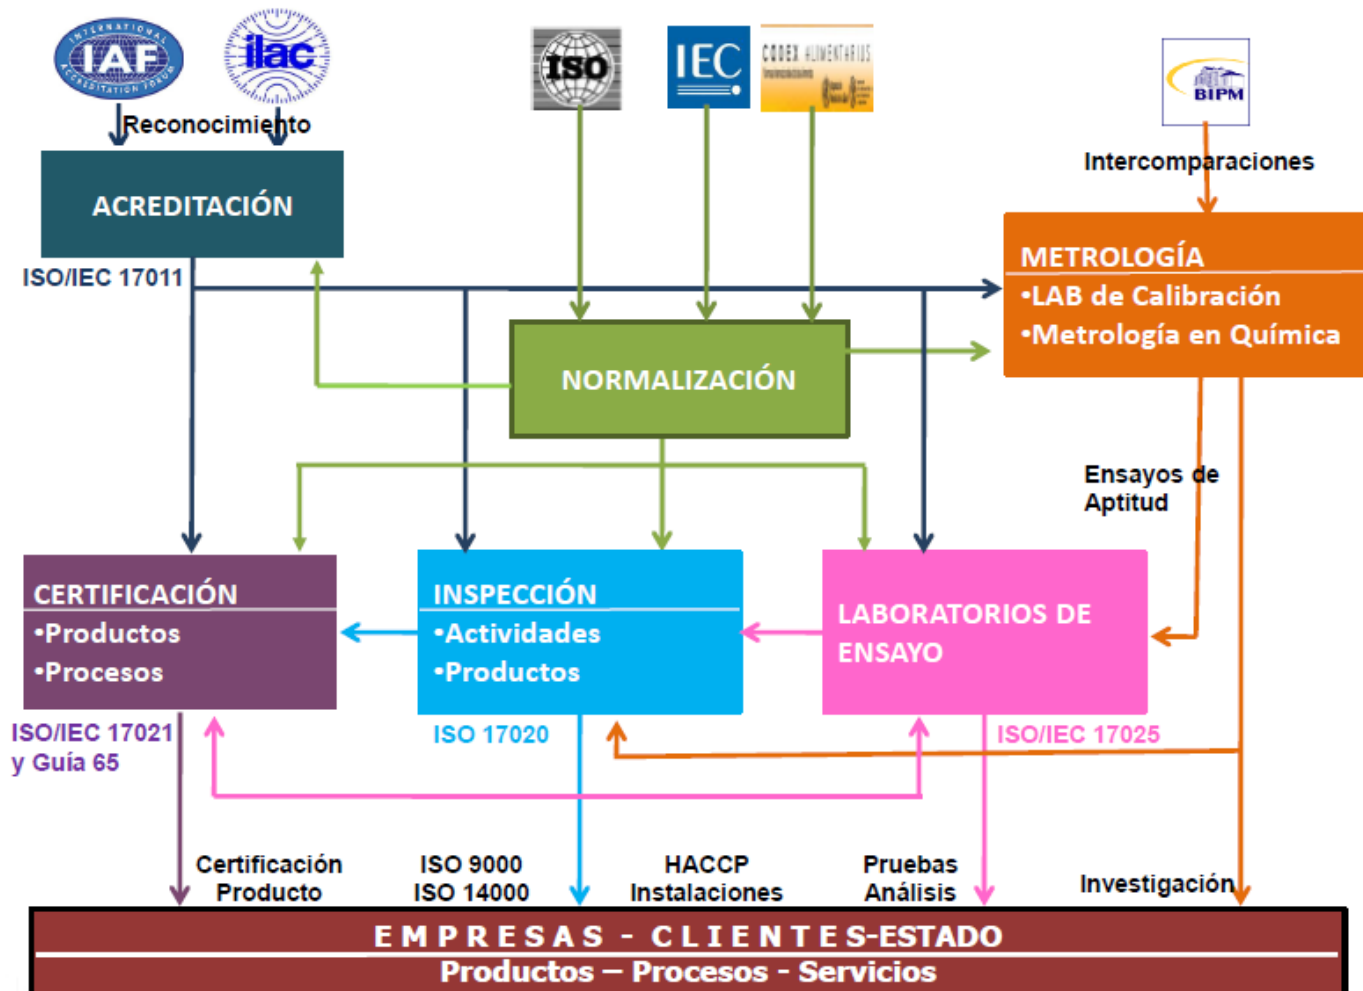 INTERNATIONAL
IAF
ACCREDITATION FORUM
ilac
ISO
IEC
CODEX ALIMENTARIUS
BIPM
Reconocimiento
Intercomparaciones
ACREDITACIÓN
ISO/IEC 17011
METROLOGÍA
•LAB de Calibración
•Metrología en Química
NORMALIZACIÓN
Ensayos de
Aptitud
CERTIFICACIÓN
•Productos
•Procesos
INSPECCIÓN
•Actividades
•Productos
LABORATORIOS DE
ENSAYO
ISO/IEC 17021
y Guía 65
ISO 17020
ISO/IEC 17025
Certificación
Producto
ISO 9000
ISO 14000
HACCP
Instalaciones
Pruebas
Análisis
Investigación
E M P R E S A S - C L I E N T E S-ESTADO
Productos – Procesos - Servicios